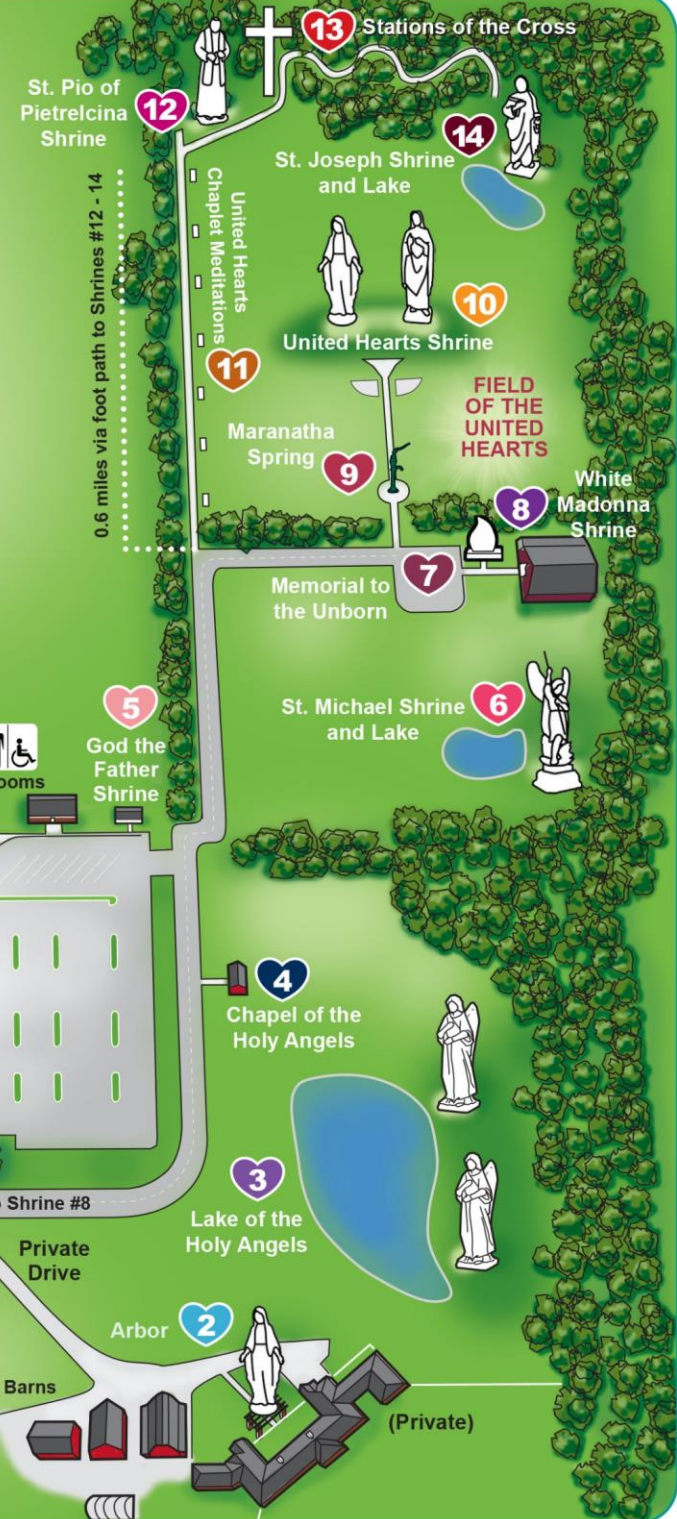 13 Stations of the Cross
St. Pio of
Pietrelcina
Shrine
12
14
St. Joseph Shrine
and Lake
0.6 miles via foot path to Shrines #12 - 14
United Hearts
Chaplet Meditations
11
10
United Hearts Shrine
FIELD
OF THE
UNITED
HEARTS
Maranatha
Spring
9
8
White
Madonna
Shrine
7
Memorial to
the Unborn
5
God the
Father
Shrine
St. Michael Shrine
and Lake
6
ooms
4
Chapel of the
Holy Angels
3
Lake of the
Holy Angels
Shrine #8
Private
Drive
Arbor 2
Barns
(Private)